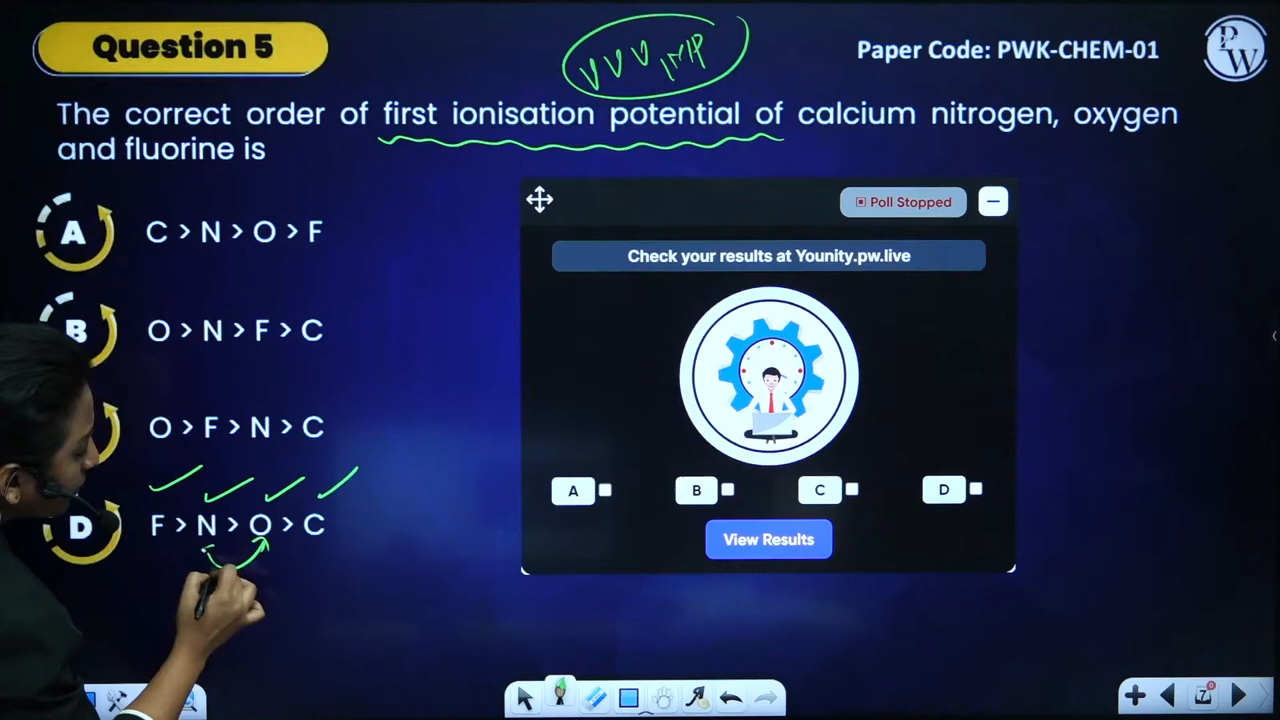 Question 5
V V V IMP
Paper Code: PWK-CHEM-01
P
W
The correct order of first ionisation potential of calcium nitrogen, oxygen
and fluorine is
A
C > N > O > F
B
O > N > F > C
O > F > N > C
D
F > N > O > C
Poll Stopped
Check your results at Younity.pw.live
A
B
C
D
View Results
7